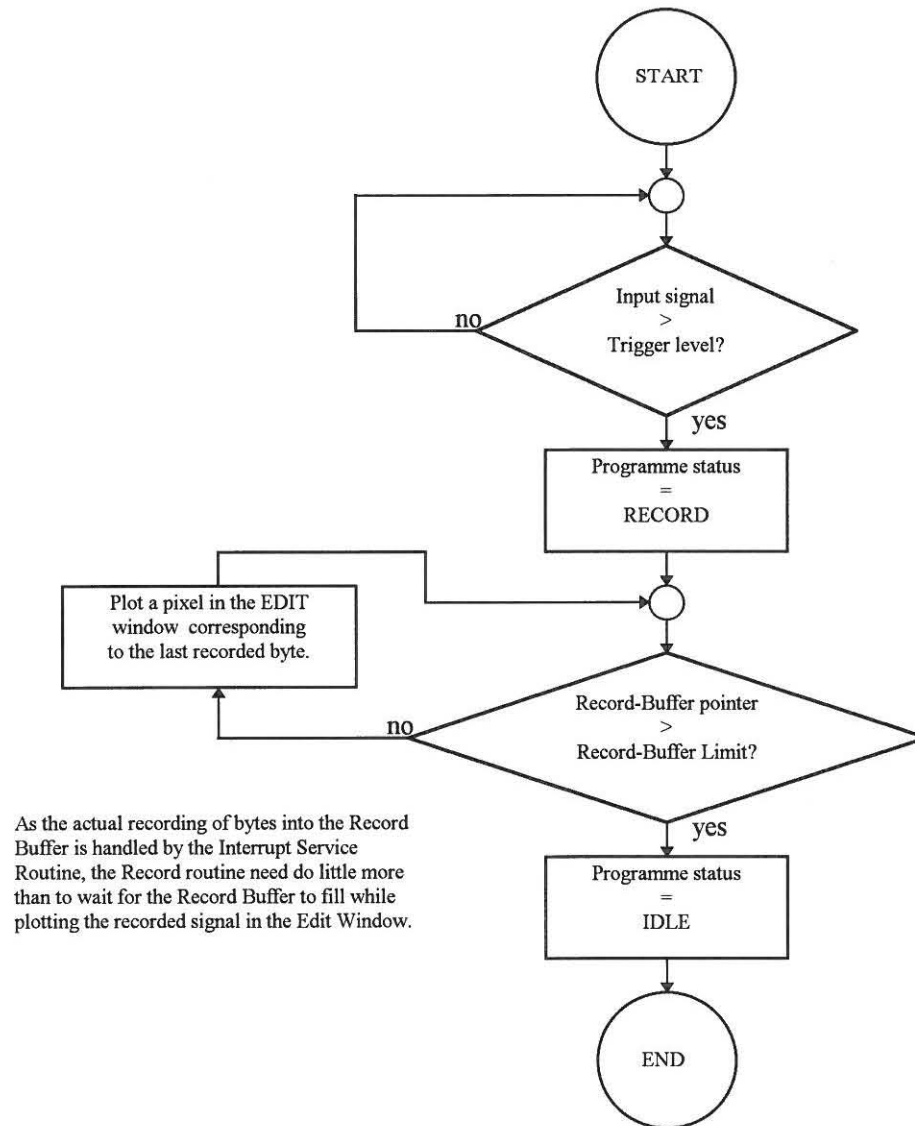 START
Input signal
>
Trigger level?
no
yes
Programme status
=
RECORD
Plot a pixel in the EDIT
window corresponding
to the last recorded byte.
Record-Buffer pointer
>
Record-Buffer Limit?
no
yes
As the actual recording of bytes into the Record
Buffer is handled by the Interrupt Service
Routine, the Record routine need do little more
than to wait for the Record Buffer to fill while
plotting the recorded signal in the Edit Window.
Programme status
=
IDLE
END